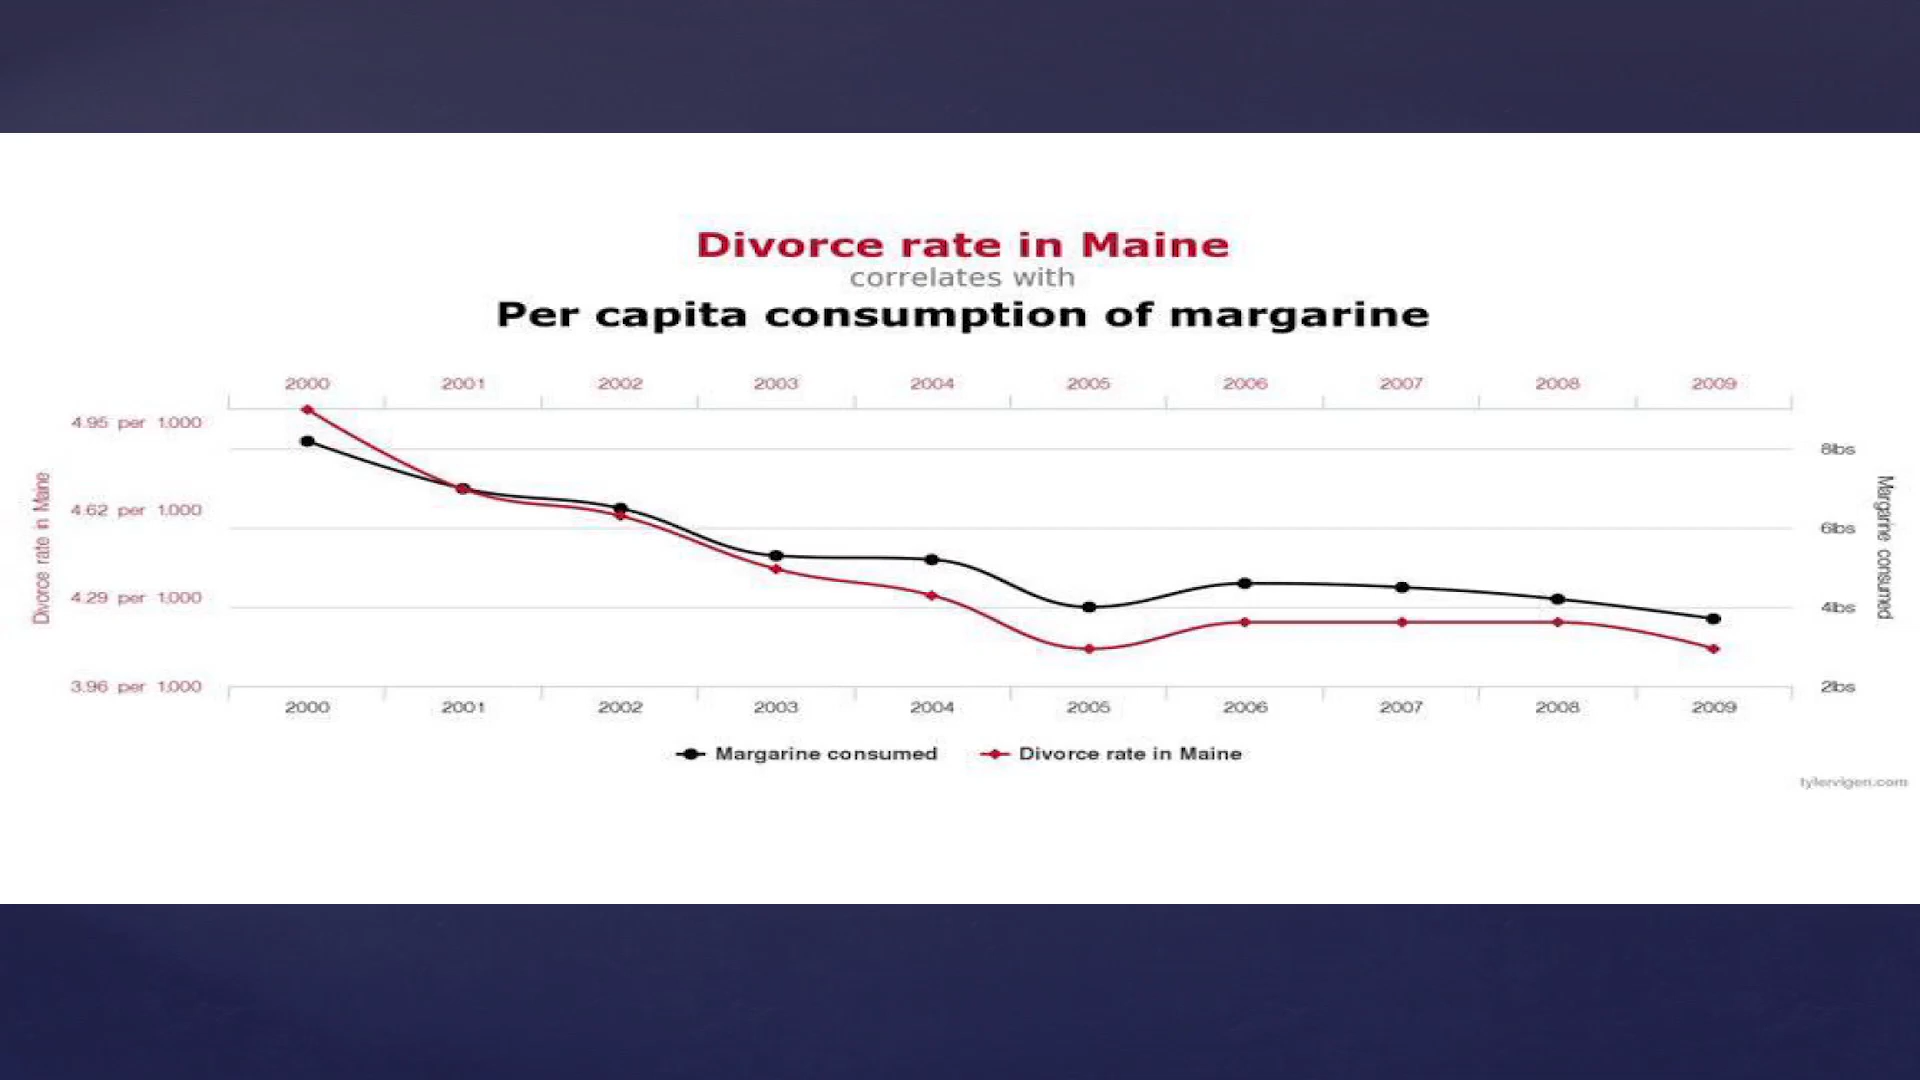 Divorce rate in Maine
correlates with
Per capita consumption of margarine
2000 2001 2002 2003 2004 2005 2006 2007 2008 2009
4.95 per 1,000
4.62 per 1,000
4.29 per 1,000
3.96 per 1,000
Divorce rate in Maine
8lbs
6lbs
4lbs
2lbs
Margarine consumed
2000 2001 2002 2003 2004 2005 2006 2007 2008 2009
Margarine consumed Divorce rate in Maine
tylervigen.com